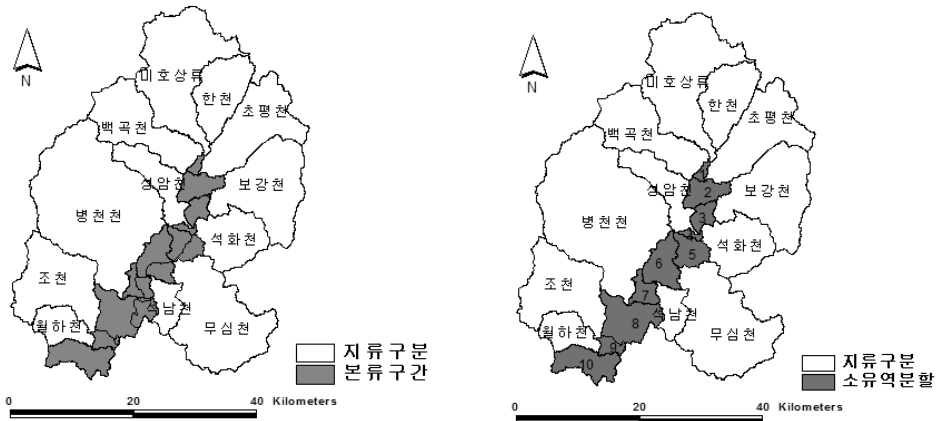 N
미호상류
한천
초평천
백곡천
성암천
보강천
병천천
석화천
조천
석남천
월하천
무심천
지류구분
본류구간
0 20 40 Kilometers
N
미호상류
한천
초평천
백곡천
1
성암천
2
보강천
병천천
3
4
석화천
5
6
조천
7
석남천
월하천
8
무심천
9
10
지류구분
소유역분할
0 20 40 Kilometers